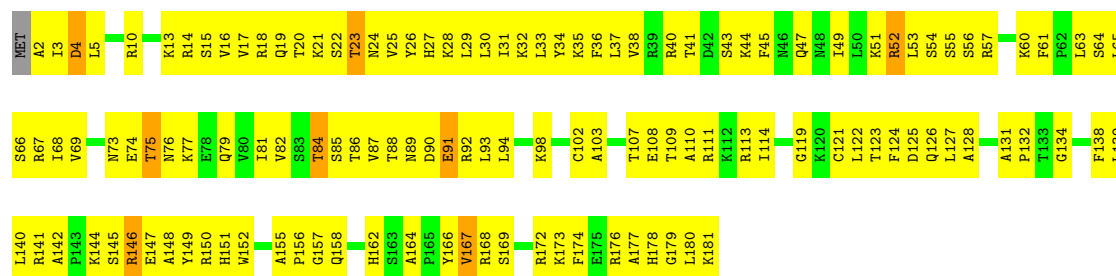 MET A2 I3 D4 L5 R10 K13 R14 S15 V16 V17 R18 Q19 T20 K21 S22 T23 N24 V25 Y26 H27 K28 L29 L30 I31 K32 L33 Y34 K35 F36 L37 V38 R39 R40 T41 D42 S43 K44 F45 N46 Q47 N48 I49 L50 K51 R52 L53 S54 S55 S56 R57 K60 F61 P62 L63 S64
S66 R67 I68 V69 N73 E74 T75 N76 K77 E78 Q79 V80 I81 V82 S83 T84 S85 T86 V87 T88 N89 D90 E91 R92 L93 L94 K98 C102 A103 T107 E108 T109 A110 R111 K112 R113 I114 G119 K120 C121 L122 T123 F124 D125 Q126 L127 A128 A131 P132 T133 G134 F138
L140 R141 A142 P143 K144 S145 R146 E147 A148 Y149 R150 H151 W152 A155 P156 G157 Q158 H162 S163 A164 P165 Y166 V167 R168 S169 R172 K173 F174 E175 R176 A177 H178 G179 L180 K181